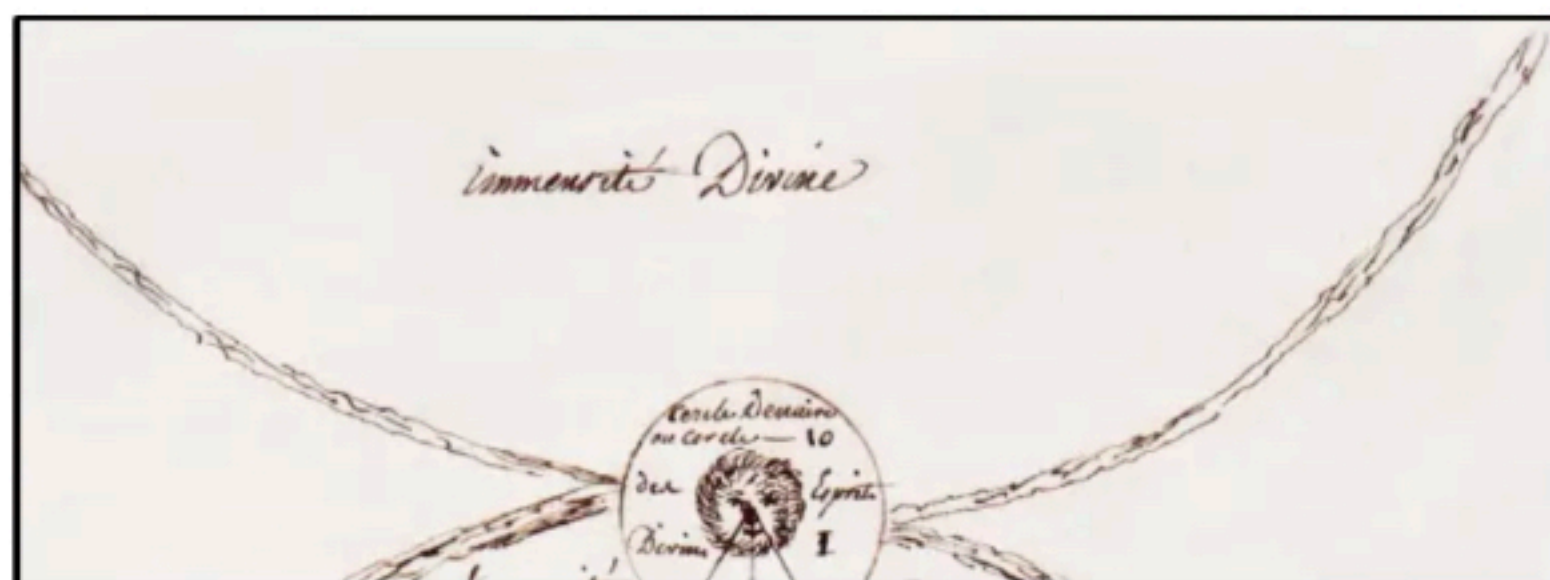 immensité Divine
Cercle Denaire
ou cercle — 10
des Esprits
Divins I